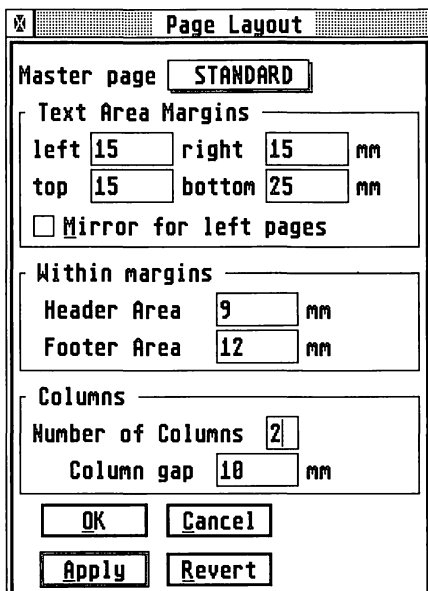 Page Layout
Master page STANDARD
Text Area Margins
left 15 right 15 mm
top 15 bottom 25 mm
Mirror for left pages
Within margins
Header Area 9 mm
Footer Area 12 mm
Columns
Number of Columns 2
Column gap 10 mm
OK Cancel
Apply Revert